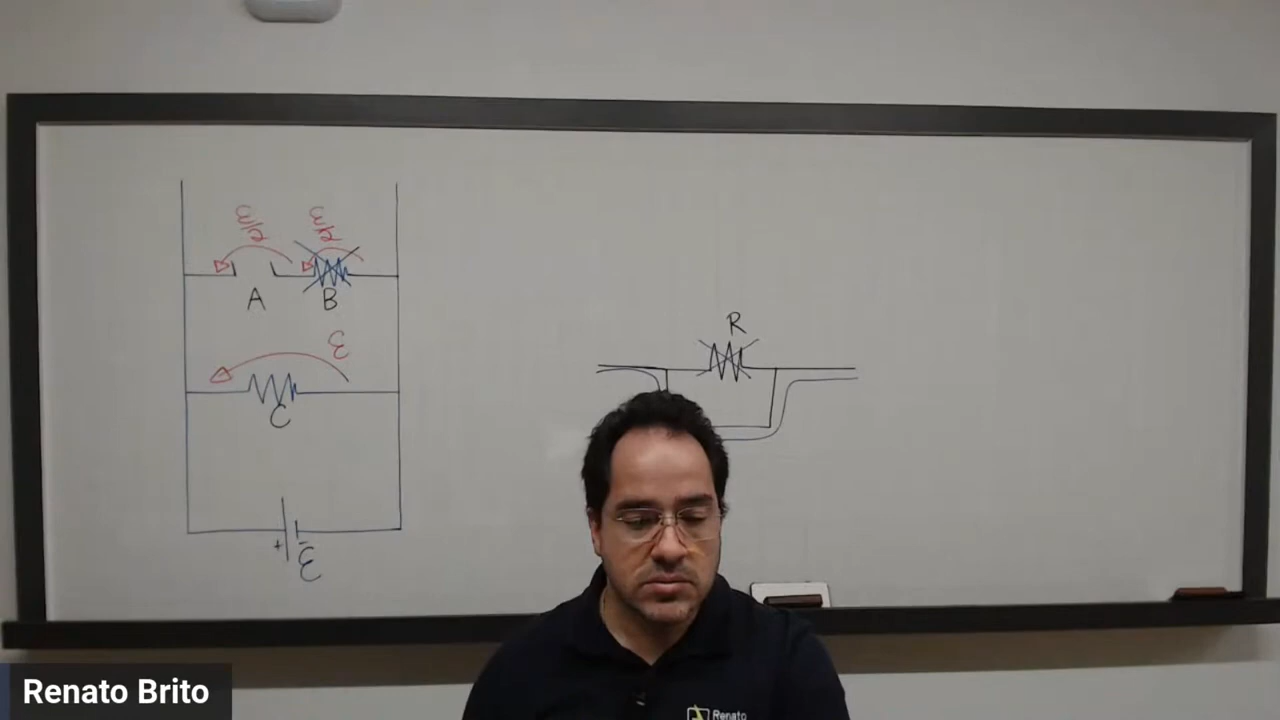 ε/2 ε/2
A B
ε
C
+ - ε
R
Renato Brito
Renato